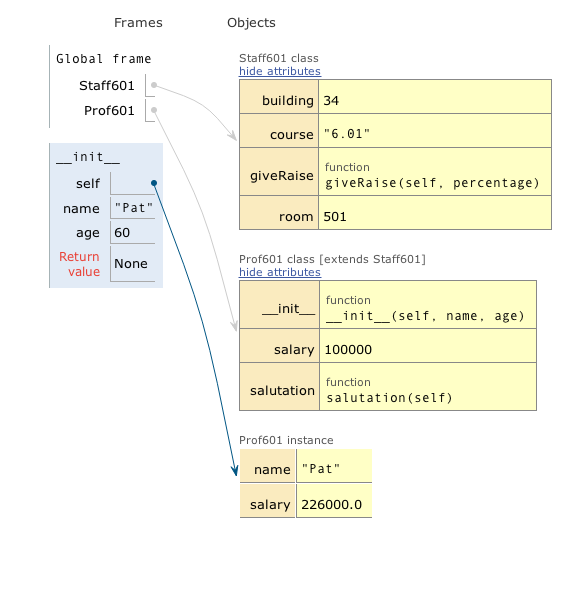 Frames Objects
Global frame
Staff601
Prof601
__init__
self
name "Pat"
age 60
Return value None
Staff601 class
hide attributes
building 34
course "6.01"
giveRaise function
giveRaise(self, percentage)
room 501
Prof601 class [extends Staff601]
hide attributes
__init__ function
__init__(self, name, age)
salary 100000
salutation function
salutation(self)
Prof601 instance
name "Pat"
salary 226000.0